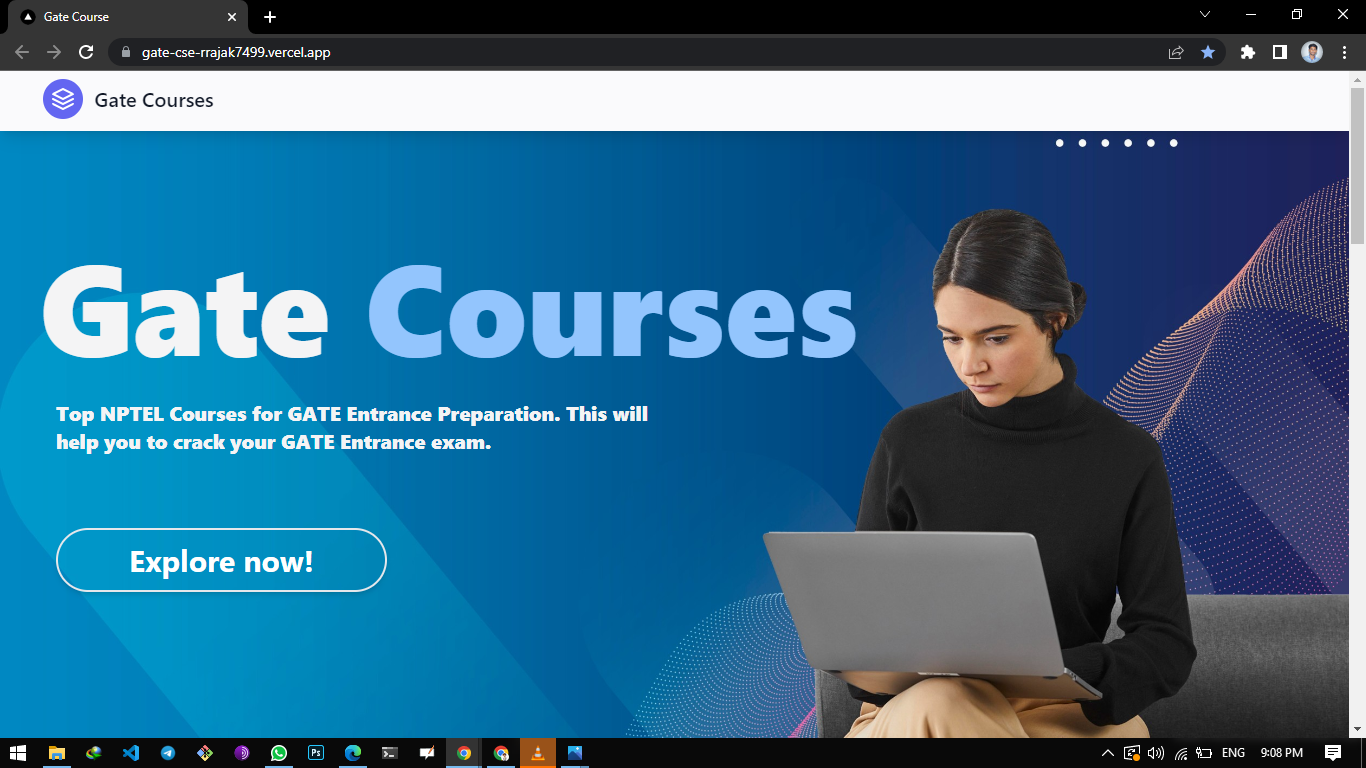 Gate Course
gate-cse-rrajak7499.vercel.app
Gate Courses
Gate Courses
Top NPTEL Courses for GATE Entrance Preparation. This will
help you to crack your GATE Entrance exam.
Explore now!
Ps
ENG
9:08 PM